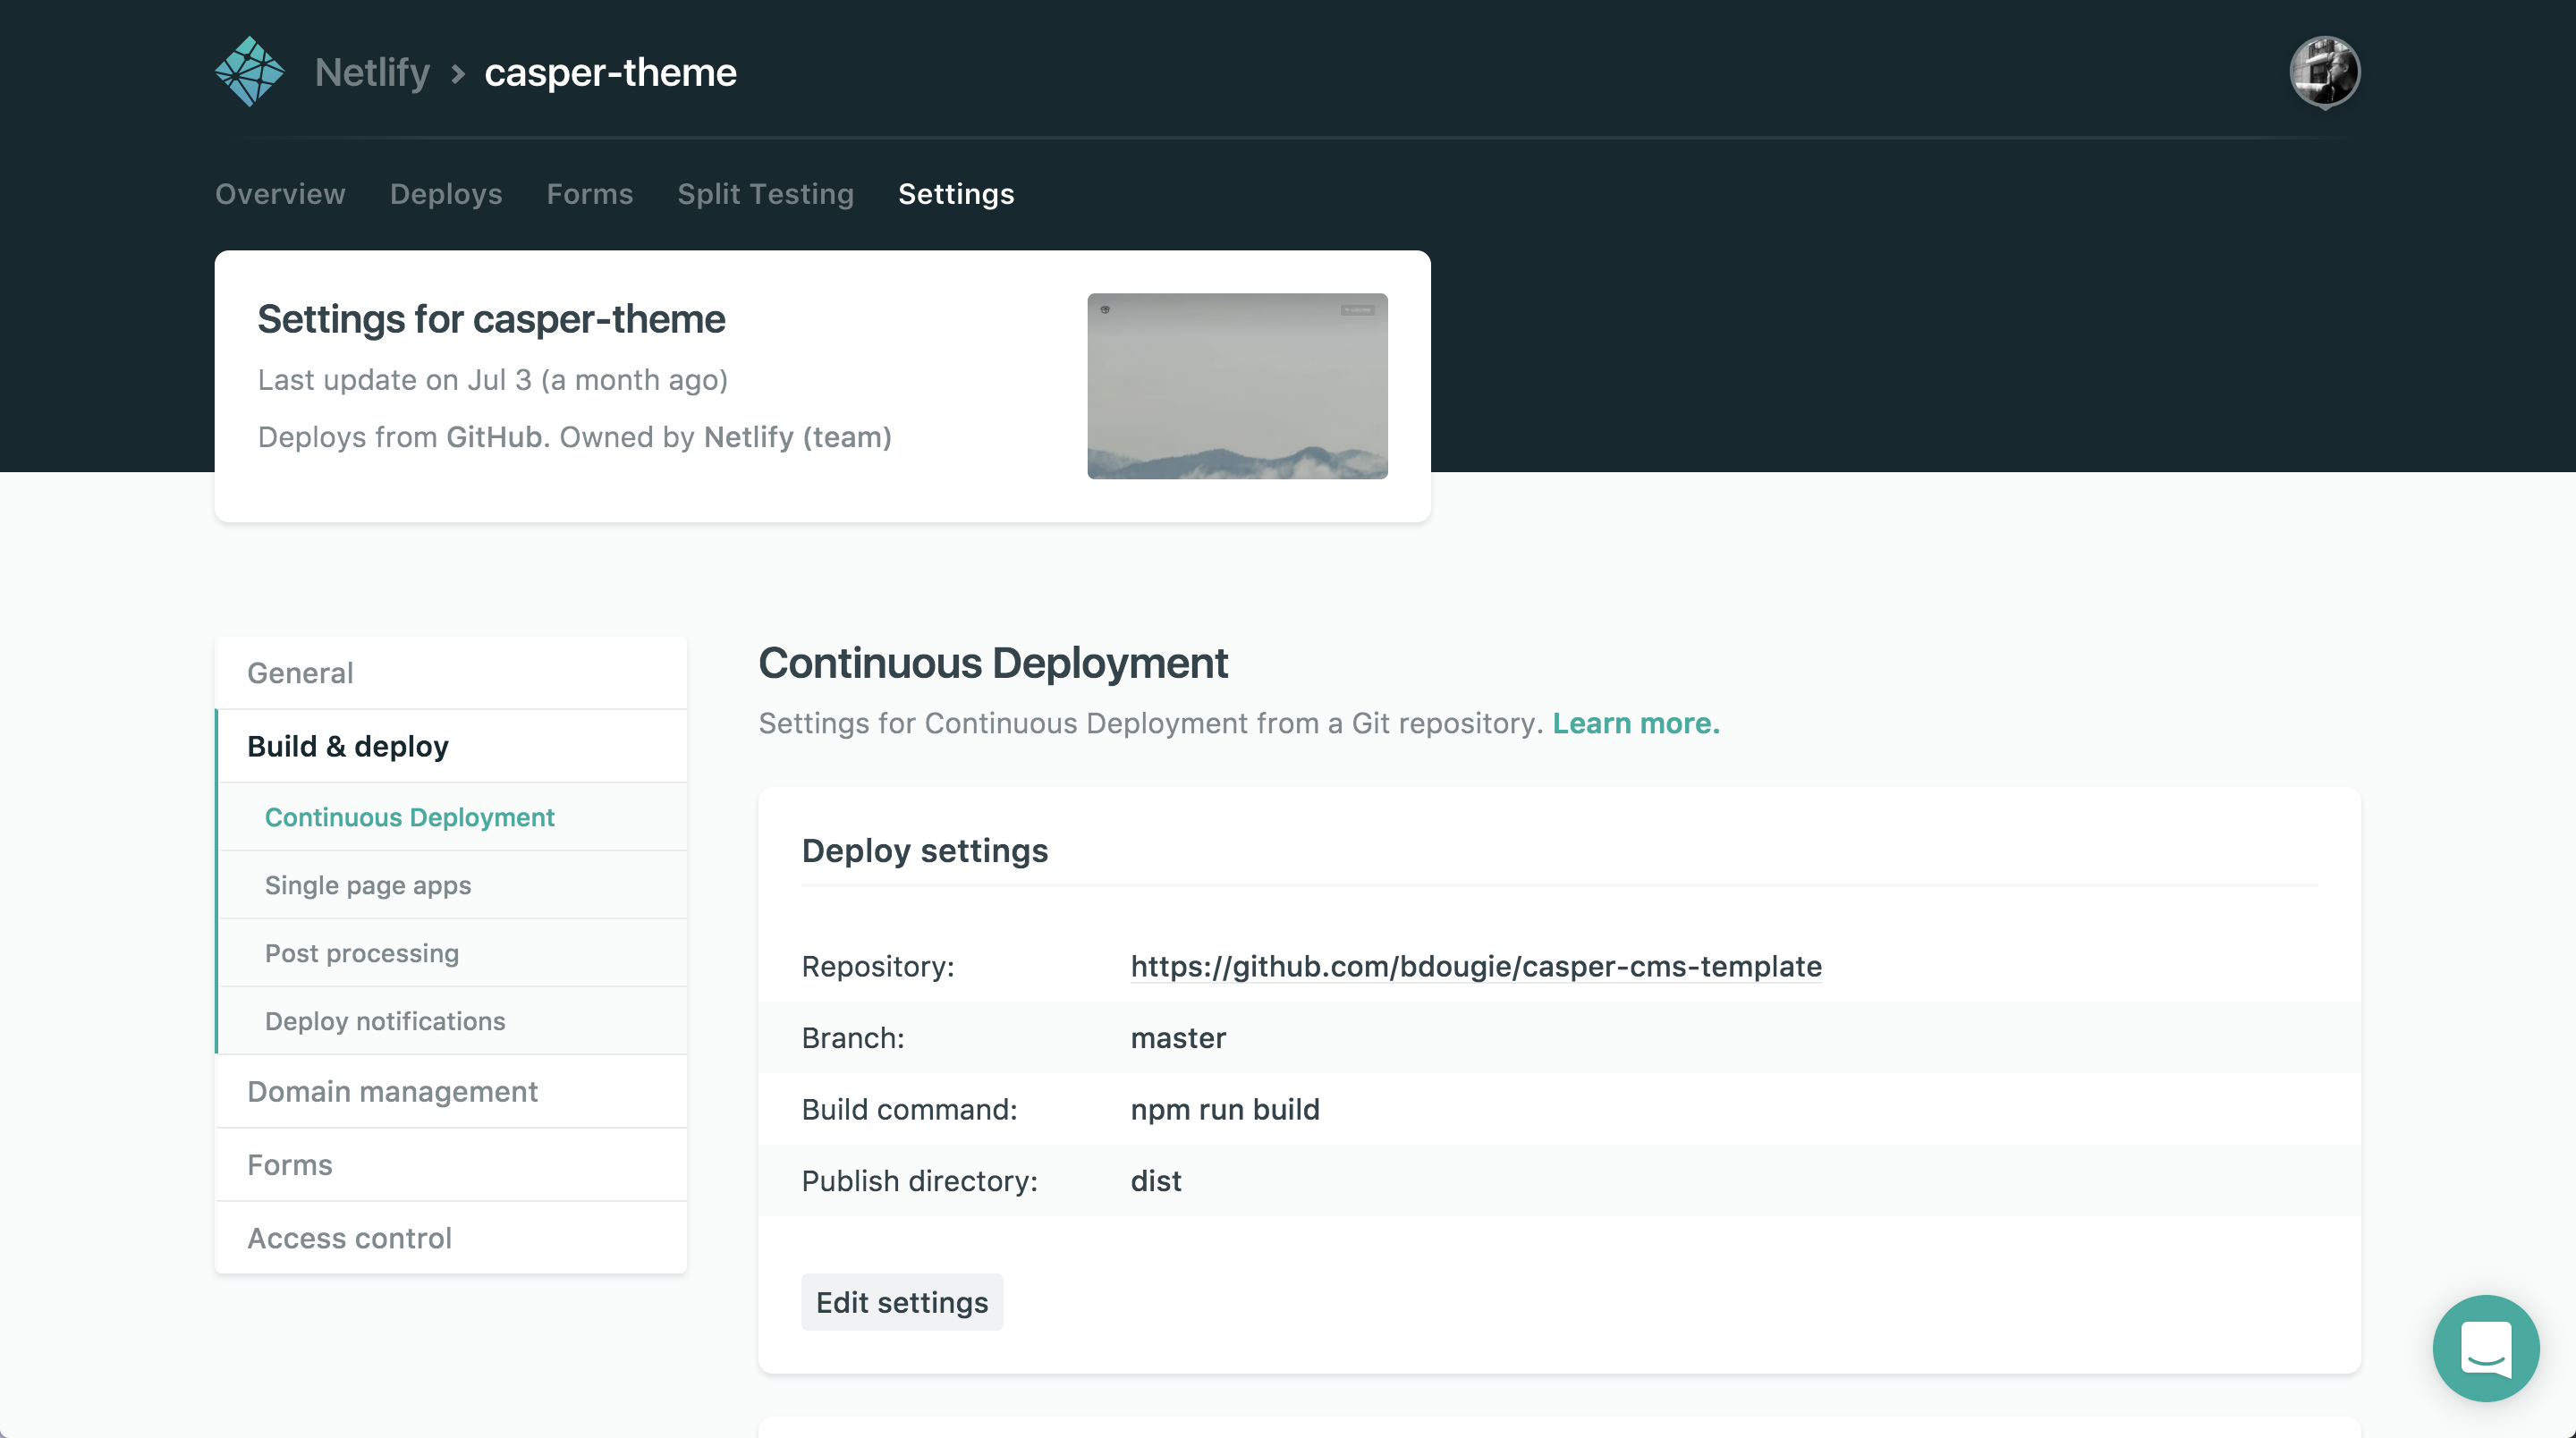 Netlify > casper-theme
Overview Deploys Forms Split Testing Settings
Settings for casper-theme
Last update on Jul 3 (a month ago)
Deploys from GitHub. Owned by Netlify (team)
General
Build & deploy
Continuous Deployment
Single page apps
Post processing
Deploy notifications
Domain management
Forms
Access control
Continuous Deployment
Settings for Continuous Deployment from a Git repository. Learn more.
Deploy settings
Repository: https://github.com/bdougie/casper-cms-template
Branch: master
Build command: npm run build
Publish directory: dist
Edit settings